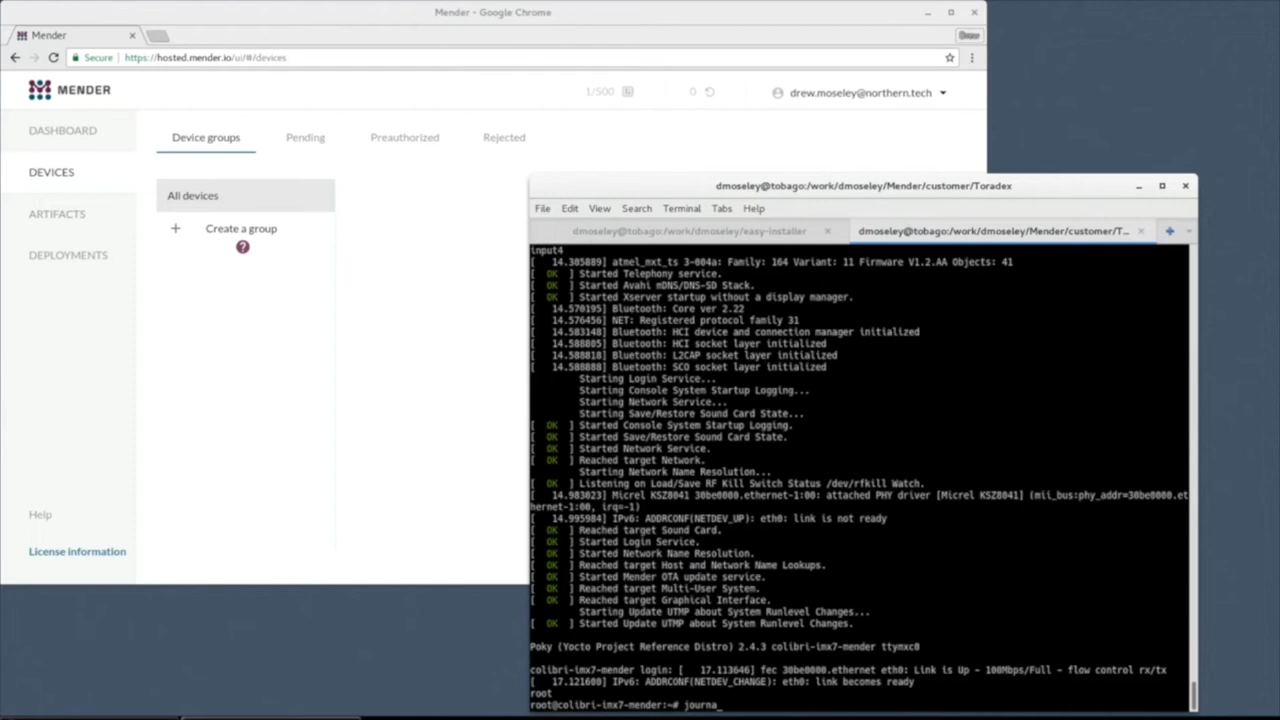 Mender - Google Chrome
Mender
Secure
https://hosted.mender.io/ui/#/devices
MENDER
1/500
0
drew.moseley@northern.tech
DASHBOARD
DEVICES
ARTIFACTS
DEPLOYMENTS
Help
License information
Device groups
Pending
Preauthorized
Rejected
All devices
+ Create a group
?
dmoseley@tobago:/work/dmoseley/Mender/customer/Toradex
File Edit View Search Terminal Tabs Help
dmoseley@tobago:/work/dmoseley/easy-installer
dmoseley@tobago:/work/dmoseley/Mender/customer/T...
input4
[   14.305889] atmel_mxt_ts 3-004a: Family: 164 Variant: 11 Firmware V1.2.AA Objects: 41
[  OK  ] Started Telephony service.
[  OK  ] Started Avahi mDNS/DNS-SD Stack.
[  OK  ] Started Xserver startup without a display manager.
[   14.570195] Bluetooth: Core ver 2.22
[   14.576456] NET: Registered protocol family 31
[   14.583148] Bluetooth: HCI device and connection manager initialized
[   14.588805] Bluetooth: HCI socket layer initialized
[   14.588818] Bluetooth: L2CAP socket layer initialized
[   14.588888] Bluetooth: SCO socket layer initialized
Starting Login Service...
Starting Console System Startup Logging...
Starting Network Service...
Starting Save/Restore Sound Card State...
[  OK  ] Started Console System Startup Logging.
[  OK  ] Started Save/Restore Sound Card State.
[  OK  ] Started Network Service.
[  OK  ] Reached target Network.
Starting Network Name Resolution...
[  OK  ] Listening on Load/Save RF Kill Switch Status /dev/rfkill Watch.
[   14.983023] Micrel KSZ8041 30be0000.ethernet-1:00: attached PHY driver [Micrel KSZ8041] (mii_bus:phy_addr=30be0000.et
hernet-1:00, irq=-1)
[   14.995984] IPv6: ADDRCONF(NETDEV_UP): eth0: link is not ready
[  OK  ] Reached target Sound Card.
[  OK  ] Started Login Service.
[  OK  ] Started Network Name Resolution.
[  OK  ] Reached target Host and Network Name Lookups.
[  OK  ] Started Mender OTA update service.
[  OK  ] Reached target Multi-User System.
[  OK  ] Reached target Graphical Interface.
Starting Update UTMP about System Runlevel Changes...
[  OK  ] Started Update UTMP about System Runlevel Changes.
Poky (Yocto Project Reference Distro) 2.4.3 colibri-imx7-mender ttymxc0
colibri-imx7-mender login: [   17.113646] fec 30be0000.ethernet eth0: Link is Up - 100Mbps/Full - flow control rx/tx
[   17.121600] IPv6: ADDRCONF(NETDEV_CHANGE): eth0: link becomes ready
root
root@colibri-imx7-mender:~# journa_